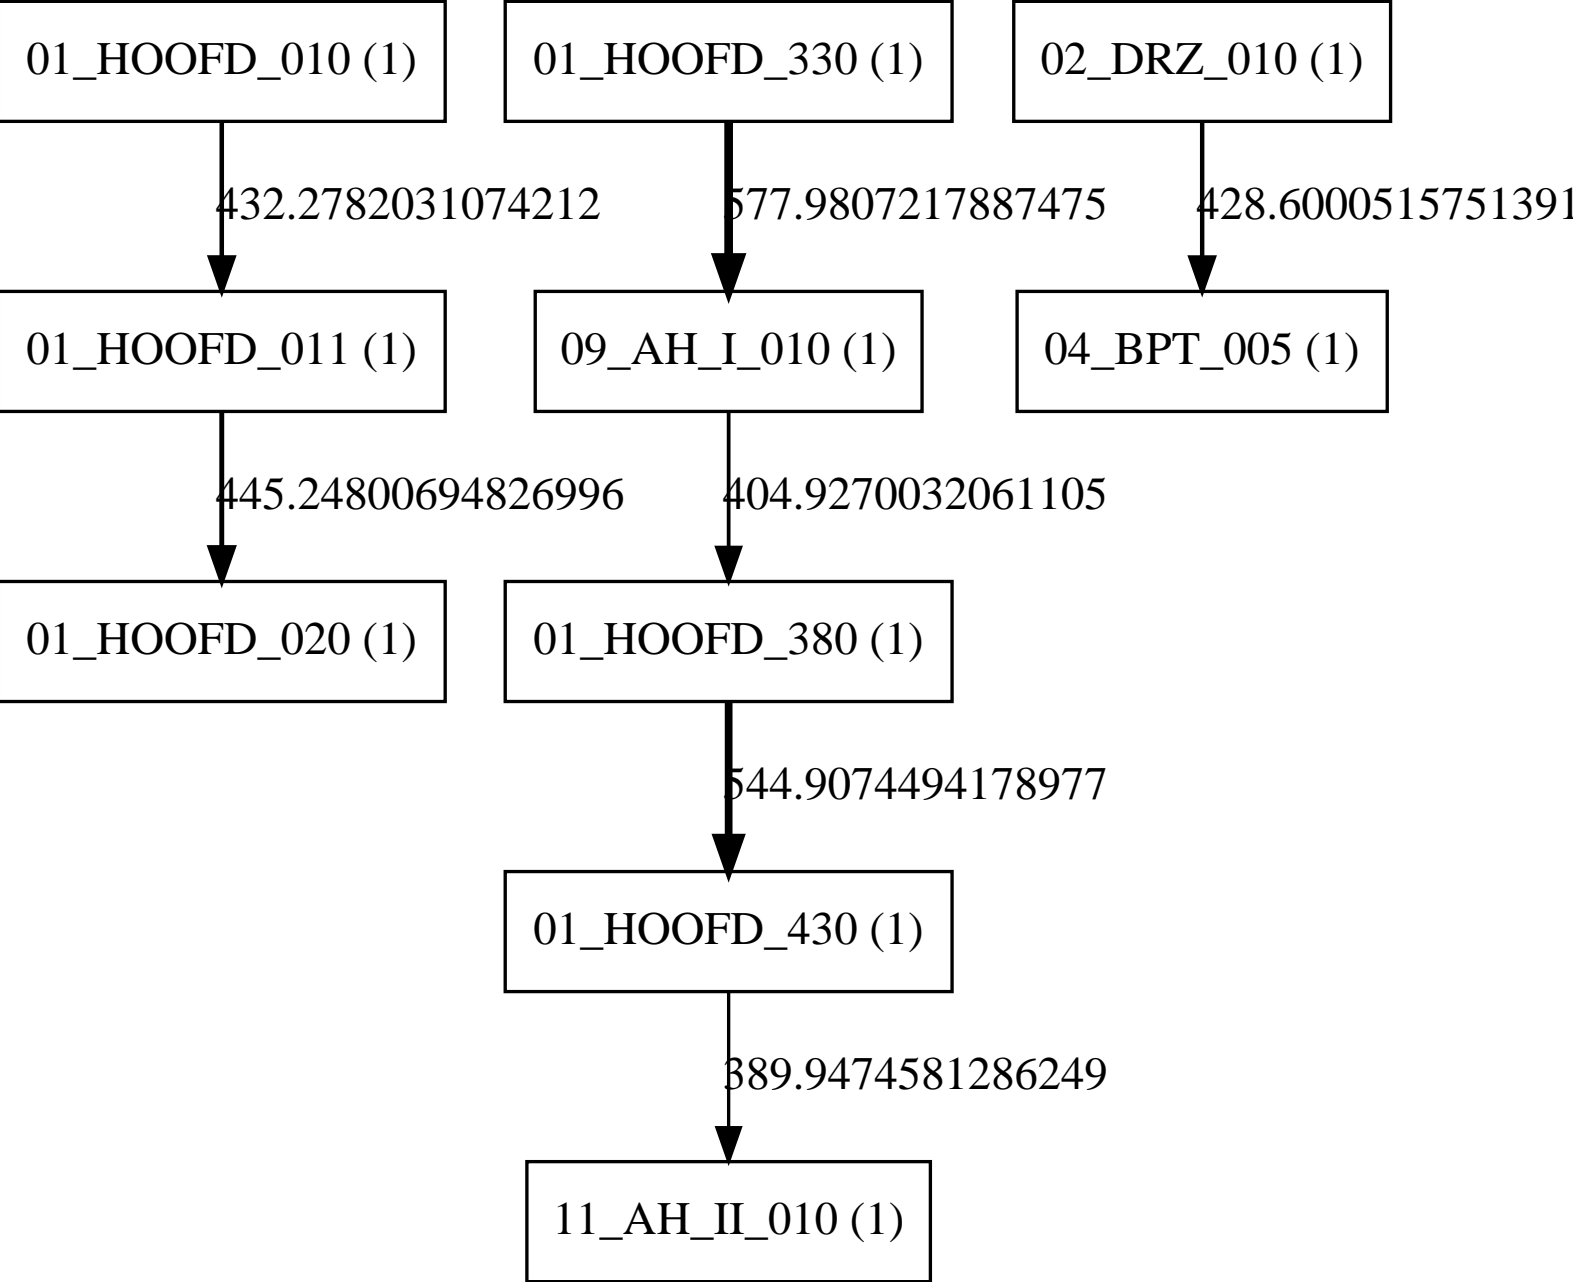 01_HOOFD_010 (1)
01_HOOFD_330 (1)
02_DRZ_010 (1)
432.2782031074212
577.9807217887475
428.6000515751391
01_HOOFD_011 (1)
09_AH_I_010 (1)
04_BPT_005 (1)
445.24800694826996
404.9270032061105
01_HOOFD_020 (1)
01_HOOFD_380 (1)
544.9074494178977
01_HOOFD_430 (1)
389.9474581286249
11_AH_II_010 (1)